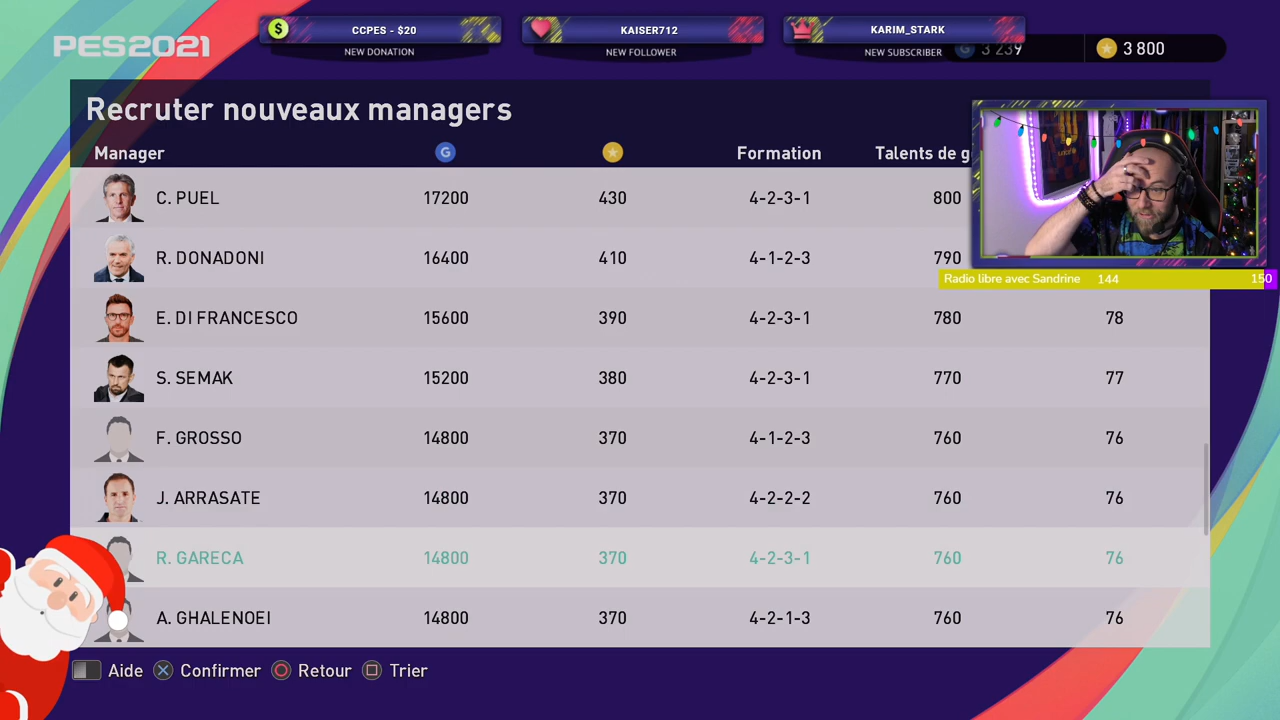 PES2021
CCPES - $20
NEW DONATION
KAISER712
NEW FOLLOWER
KARIM_STARK
NEW SUBSCRIBER
G 3 239
3 800
Recruter nouveaux managers
Manager G Formation Talents de g
C. PUEL 17200 430 4-2-3-1 800
R. DONADONI 16400 410 4-1-2-3 790
Radio libre avec Sandrine 144 150
E. DI FRANCESCO 15600 390 4-2-3-1 780 78
S. SEMAK 15200 380 4-2-3-1 770 77
F. GROSSO 14800 370 4-1-2-3 760 76
J. ARRASATE 14800 370 4-2-2-2 760 76
R. GARECA 14800 370 4-2-3-1 760 76
A. GHALENOEI 14800 370 4-2-1-3 760 76
Aide Confirmer Retour Trier